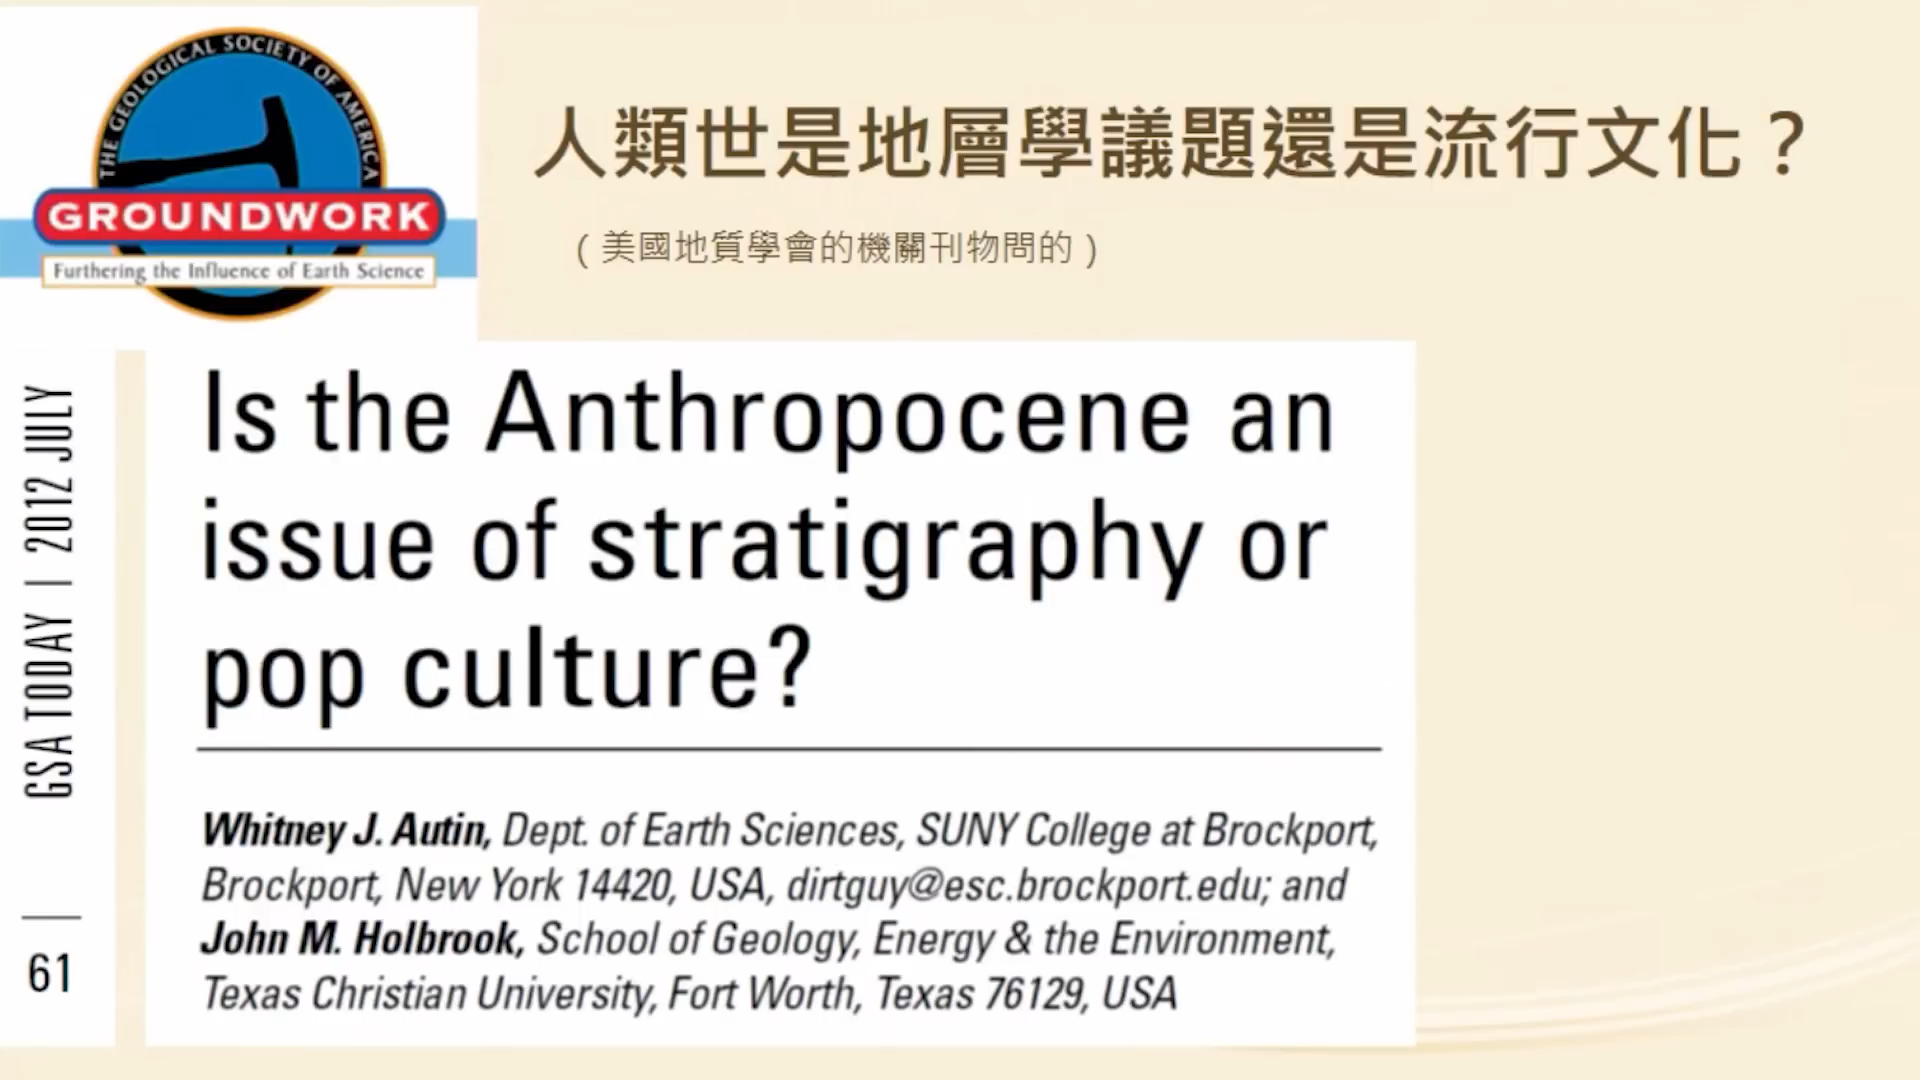 THE GEOLOGICAL SOCIETY OF AMERICA
GROUNDWORK
Furthering the Influence of Earth Science
人類世是地層學議題還是流行文化？
（美國地質學會的機關刊物問的）
GSA TODAY | 2012 JULY
61
Is the Anthropocene an
issue of stratigraphy or
pop culture?
Whitney J. Autin, Dept. of Earth Sciences, SUNY College at Brockport,
Brockport, New York 14420, USA, dirtguy@esc.brockport.edu; and
John M. Holbrook, School of Geology, Energy & the Environment,
Texas Christian University, Fort Worth, Texas 76129, USA